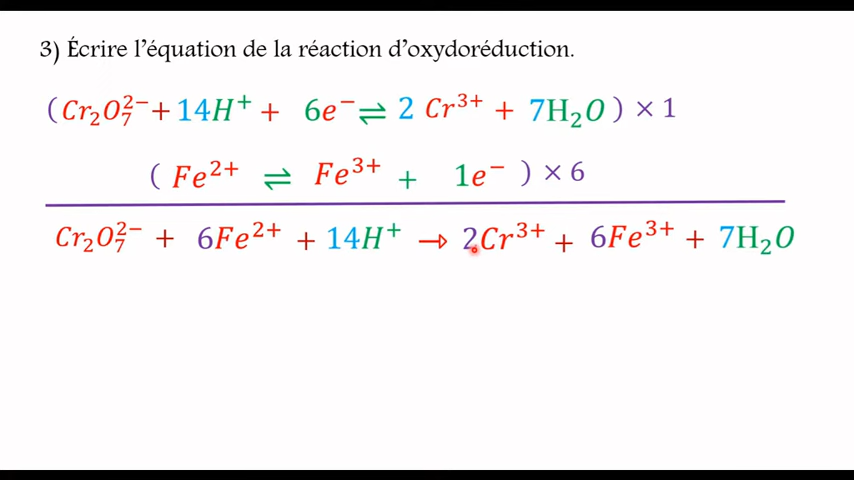 3) Écrire l'équation de la réaction d'oxydoréduction.
(Cr₂O₇²⁻ + 14H⁺ + 6e⁻ ⇌ 2 Cr³⁺ + 7H₂O ) × 1
( Fe²⁺ ⇌ Fe³⁺ + 1e⁻ ) × 6
Cr₂O₇²⁻ + 6Fe²⁺ + 14H⁺ → 2Cr³⁺ + 6Fe³⁺ + 7H₂O